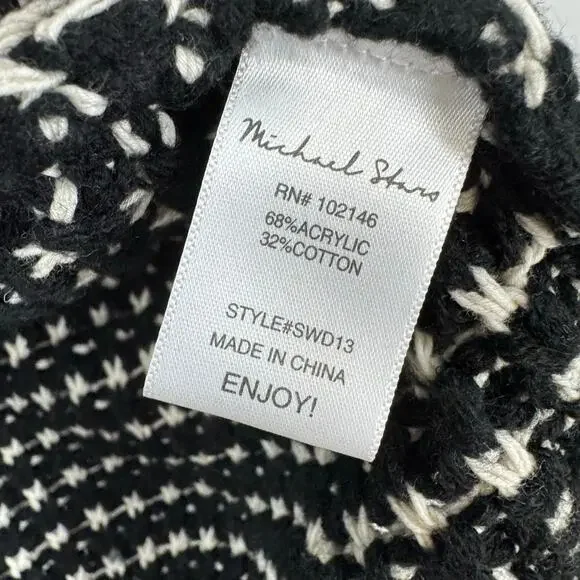 Michael Stars
RN# 102146
68%ACRYLIC
32%COTTON
STYLE#SWD13
MADE IN CHINA
ENJOY!